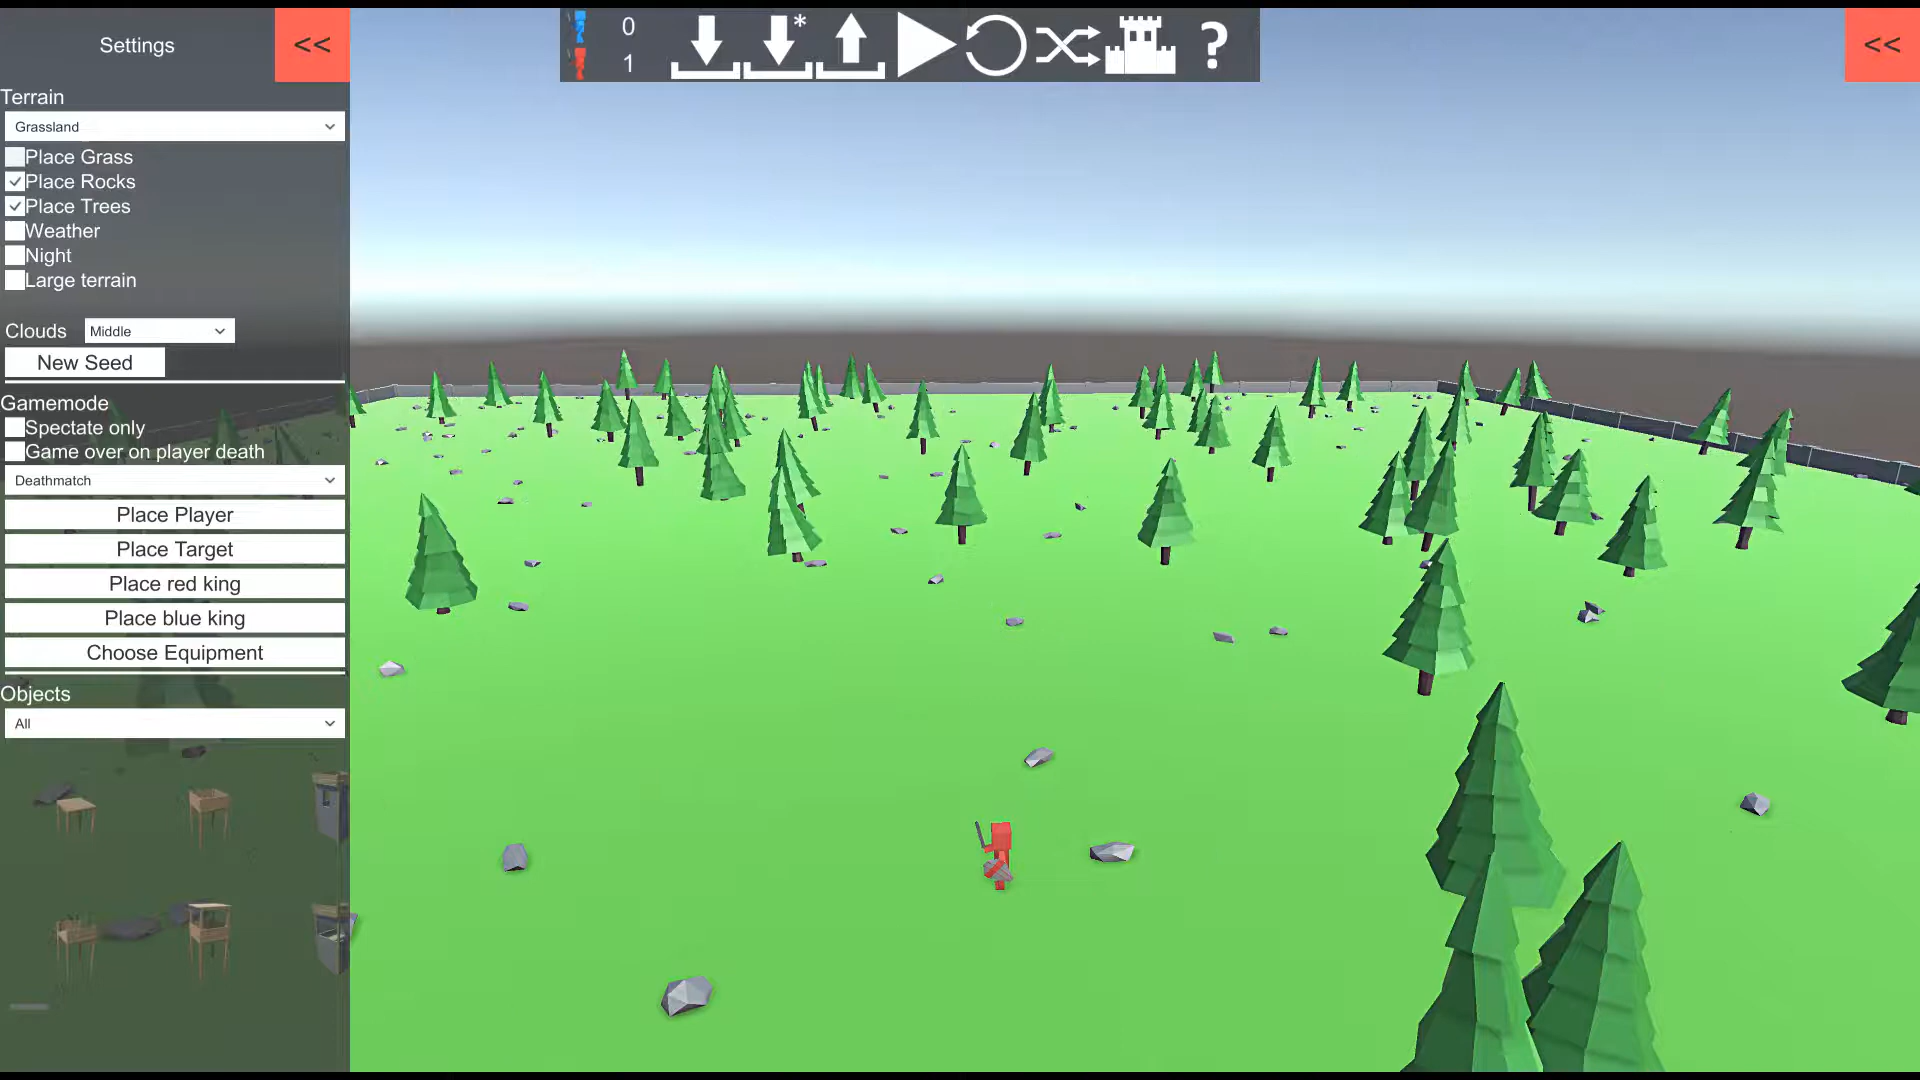 Settings
<<
0
1
*
?
<<
Terrain
Grassland
Place Grass
Place Rocks
Place Trees
Weather
Night
Large terrain
Clouds Middle
New Seed
Gamemode
Spectate only
Game over on player death
Deathmatch
Place Player
Place Target
Place red king
Place blue king
Choose Equipment
Objects
All